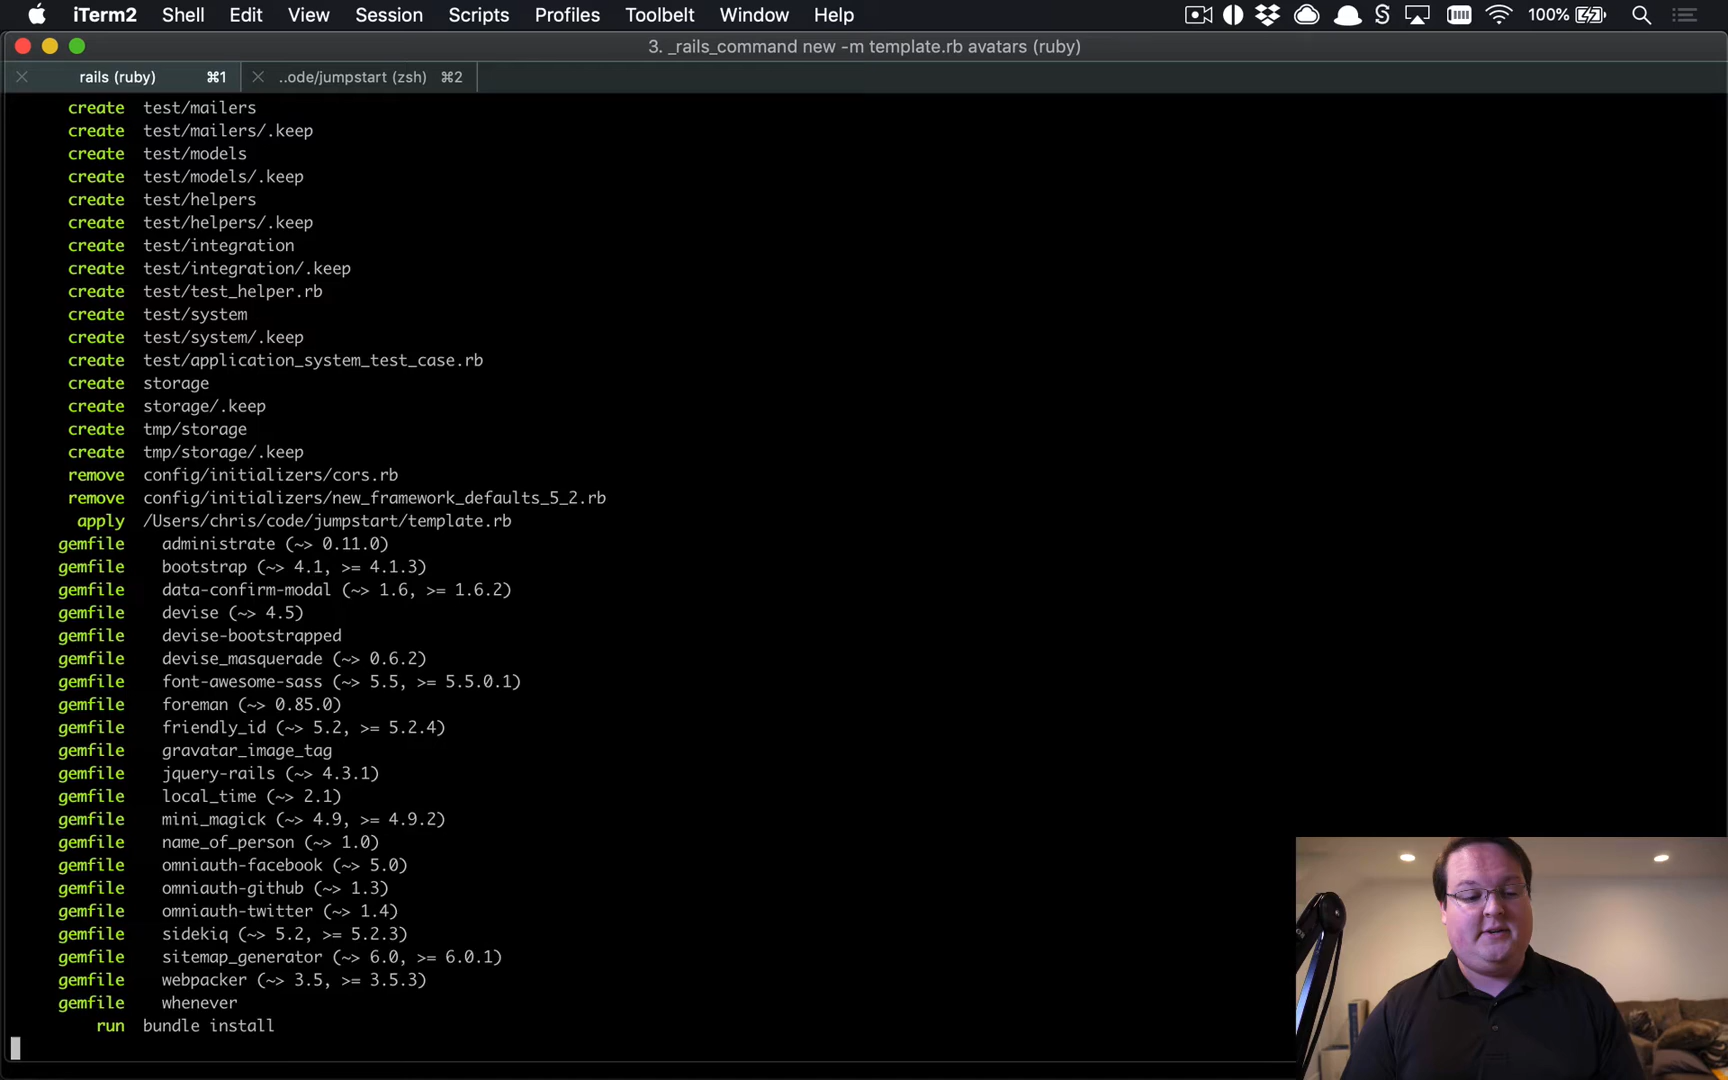 iTerm2 Shell Edit View Session Scripts Profiles Toolbelt Window Help 100%
3. _rails_command new -m template.rb avatars (ruby)
rails (ruby) ⌘1 ..ode/jumpstart (zsh) ⌘2
create test/mailers
create test/mailers/.keep
create test/models
create test/models/.keep
create test/helpers
create test/helpers/.keep
create test/integration
create test/integration/.keep
create test/test_helper.rb
create test/system
create test/system/.keep
create test/application_system_test_case.rb
create storage
create storage/.keep
create tmp/storage
create tmp/storage/.keep
remove config/initializers/cors.rb
remove config/initializers/new_framework_defaults_5_2.rb
apply /Users/chris/code/jumpstart/template.rb
gemfile administrate (~> 0.11.0)
gemfile bootstrap (~> 4.1, >= 4.1.3)
gemfile data-confirm-modal (~> 1.6, >= 1.6.2)
gemfile devise (~> 4.5)
gemfile devise-bootstrapped
gemfile devise_masquerade (~> 0.6.2)
gemfile font-awesome-sass (~> 5.5, >= 5.5.0.1)
gemfile foreman (~> 0.85.0)
gemfile friendly_id (~> 5.2, >= 5.2.4)
gemfile gravatar_image_tag
gemfile jquery-rails (~> 4.3.1)
gemfile local_time (~> 2.1)
gemfile mini_magick (~> 4.9, >= 4.9.2)
gemfile name_of_person (~> 1.0)
gemfile omniauth-facebook (~> 5.0)
gemfile omniauth-github (~> 1.3)
gemfile omniauth-twitter (~> 1.4)
gemfile sidekiq (~> 5.2, >= 5.2.3)
gemfile sitemap_generator (~> 6.0, >= 6.0.1)
gemfile webpacker (~> 3.5, >= 3.5.3)
gemfile whenever
run bundle install